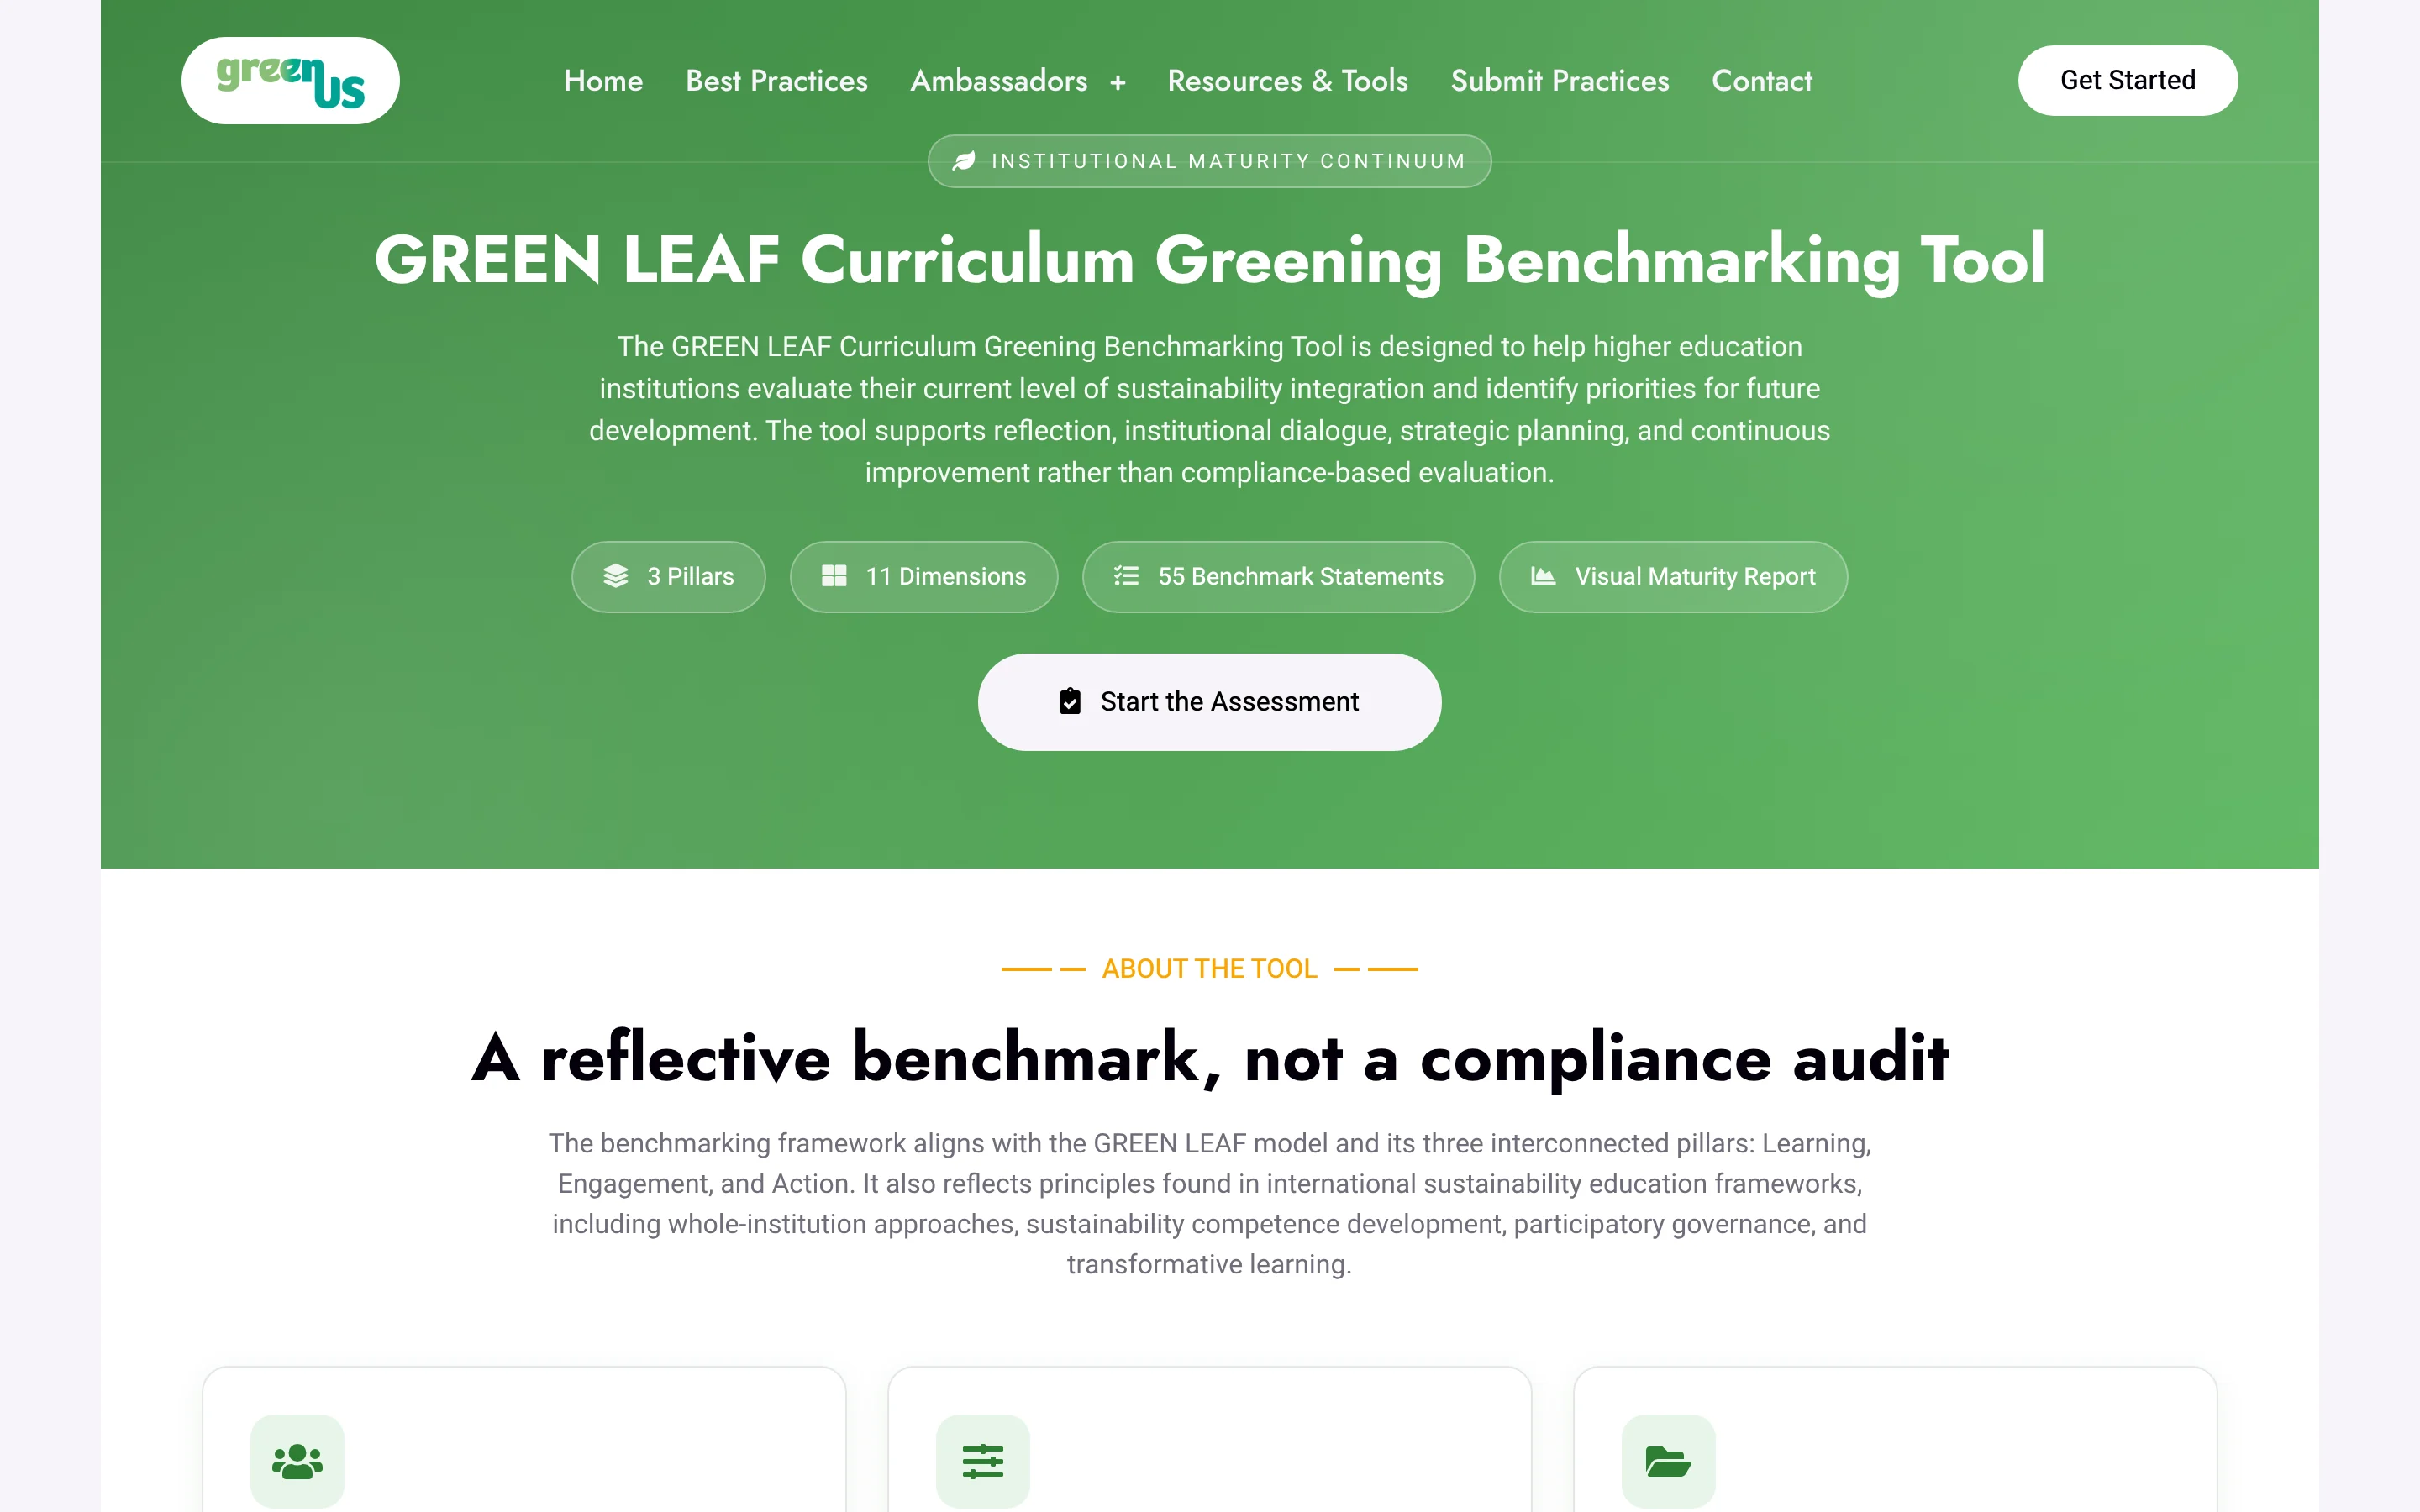 green us
Home Best Practices Ambassadors + Resources & Tools Submit Practices Contact
Get Started
INSTITUTIONAL MATURITY CONTINUUM
GREEN LEAF Curriculum Greening Benchmarking Tool
The GREEN LEAF Curriculum Greening Benchmarking Tool is designed to help higher education
institutions evaluate their current level of sustainability integration and identify priorities for future
development. The tool supports reflection, institutional dialogue, strategic planning, and continuous
improvement rather than compliance-based evaluation.
3 Pillars 11 Dimensions 55 Benchmark Statements Visual Maturity Report
Start the Assessment
ABOUT THE TOOL
A reflective benchmark, not a compliance audit
The benchmarking framework aligns with the GREEN LEAF model and its three interconnected pillars: Learning,
Engagement, and Action. It also reflects principles found in international sustainability education frameworks,
including whole-institution approaches, sustainability competence development, participatory governance, and
transformative learning.